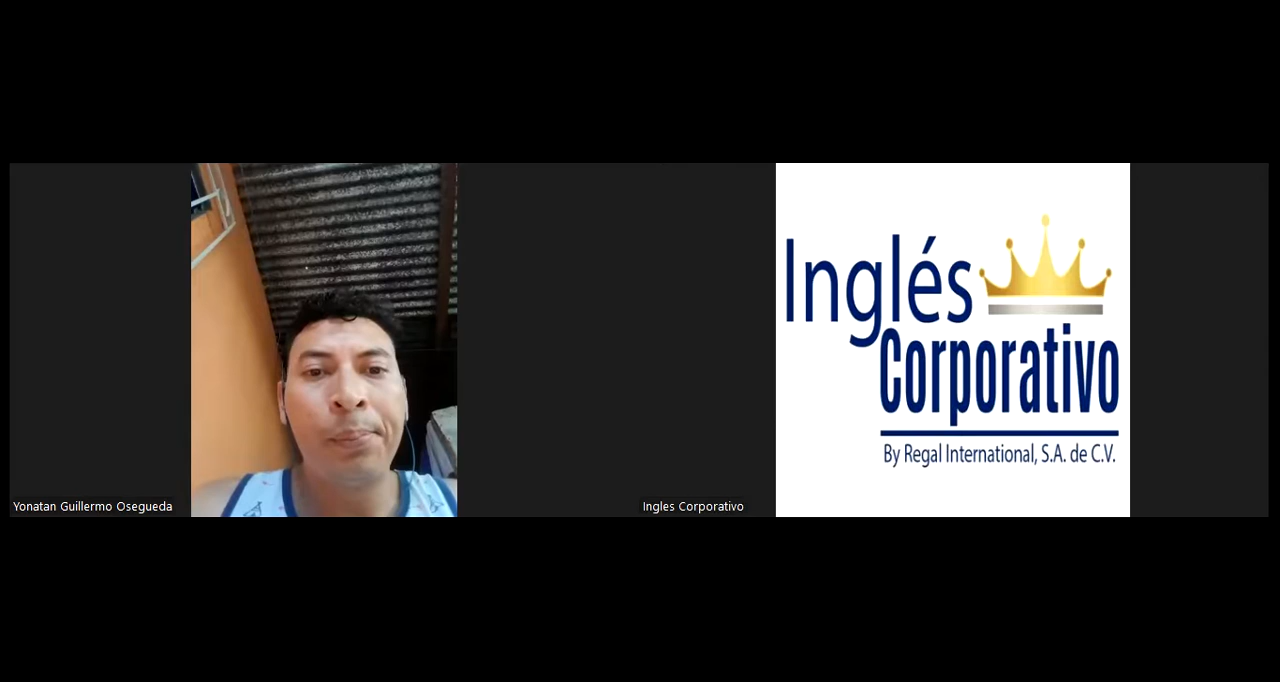 Inglés
Corporativo
By Regal International, S.A. de C.V.
Yonatan Guillermo Osegueda
Ingles Corporativo